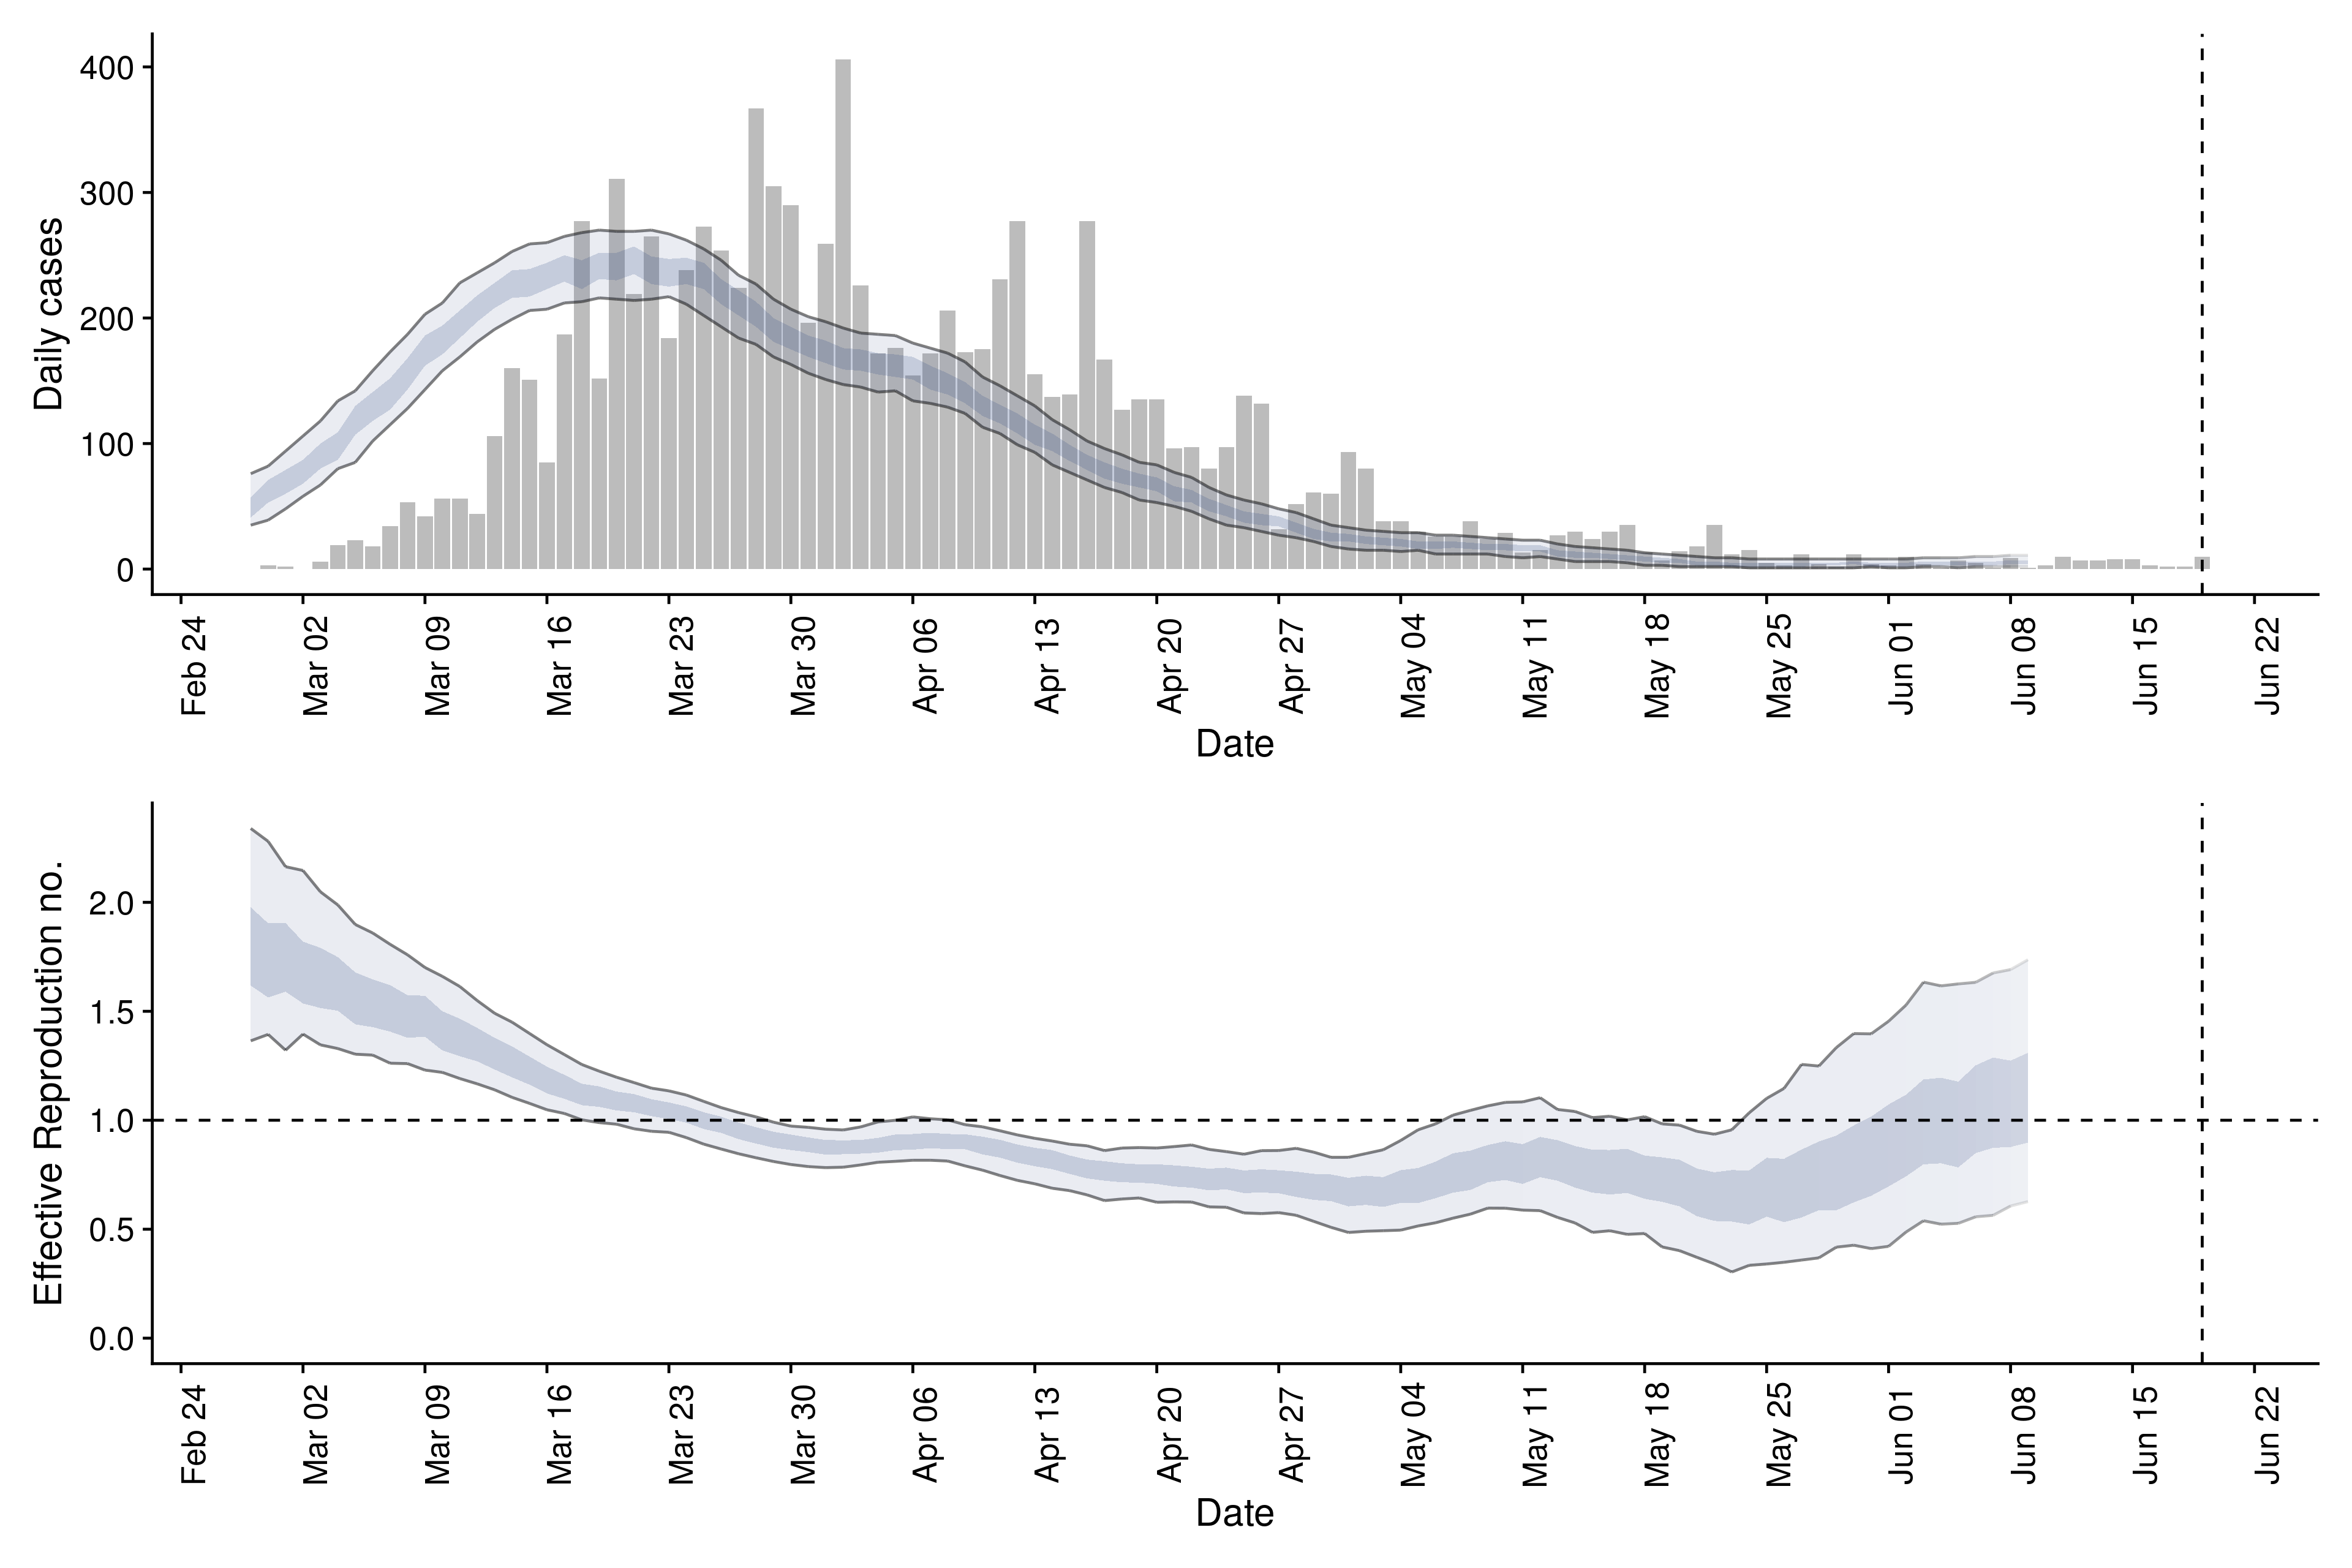 Daily cases
400
300
200
100
0
Feb 24
Mar 02
Mar 09
Mar 16
Mar 23
Mar 30
Apr 06
Apr 13
Apr 20
Apr 27
May 04
May 11
May 18
May 25
Jun 01
Jun 08
Jun 15
Jun 22
Date
Effective Reproduction no.
2.0
1.5
1.0
0.5
0.0
Feb 24
Mar 02
Mar 09
Mar 16
Mar 23
Mar 30
Apr 06
Apr 13
Apr 20
Apr 27
May 04
May 11
May 18
May 25
Jun 01
Jun 08
Jun 15
Jun 22
Date